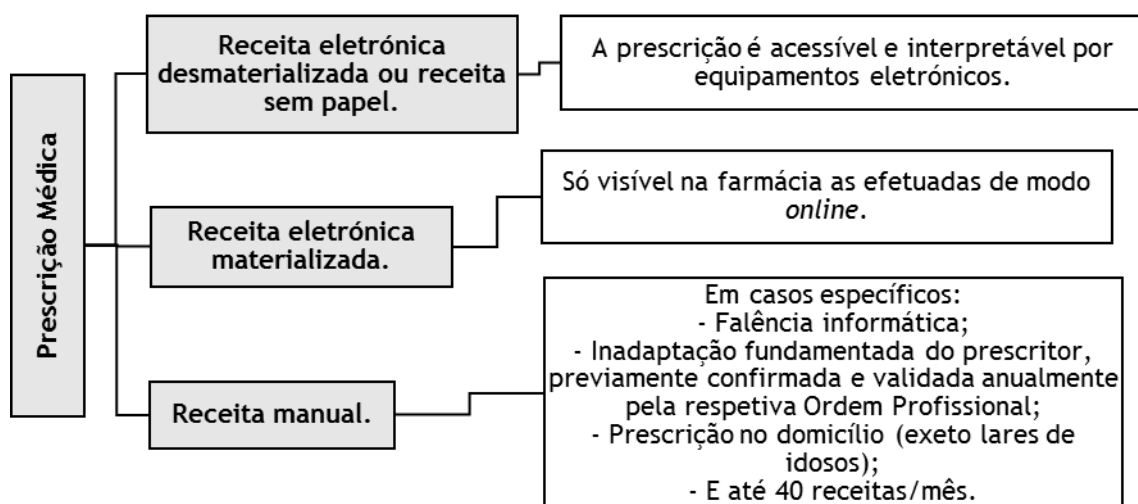 Prescrição Médica
Receita eletrónica
desmaterializada ou receita
sem papel.
A prescrição é acessível e interpretável por
equipamentos eletrónicos.
Receita eletrónica
materializada.
Só visível na farmácia as efetuadas de modo
online.
Receita manual.
Em casos específicos:
- Falência informática;
- Inadaptação fundamentada do prescritor,
previamente confirmada e validada anualmente
pela respetiva Ordem Profissional;
- Prescrição no domicílio (exeto lares de
idosos);
- E até 40 receitas/mês.